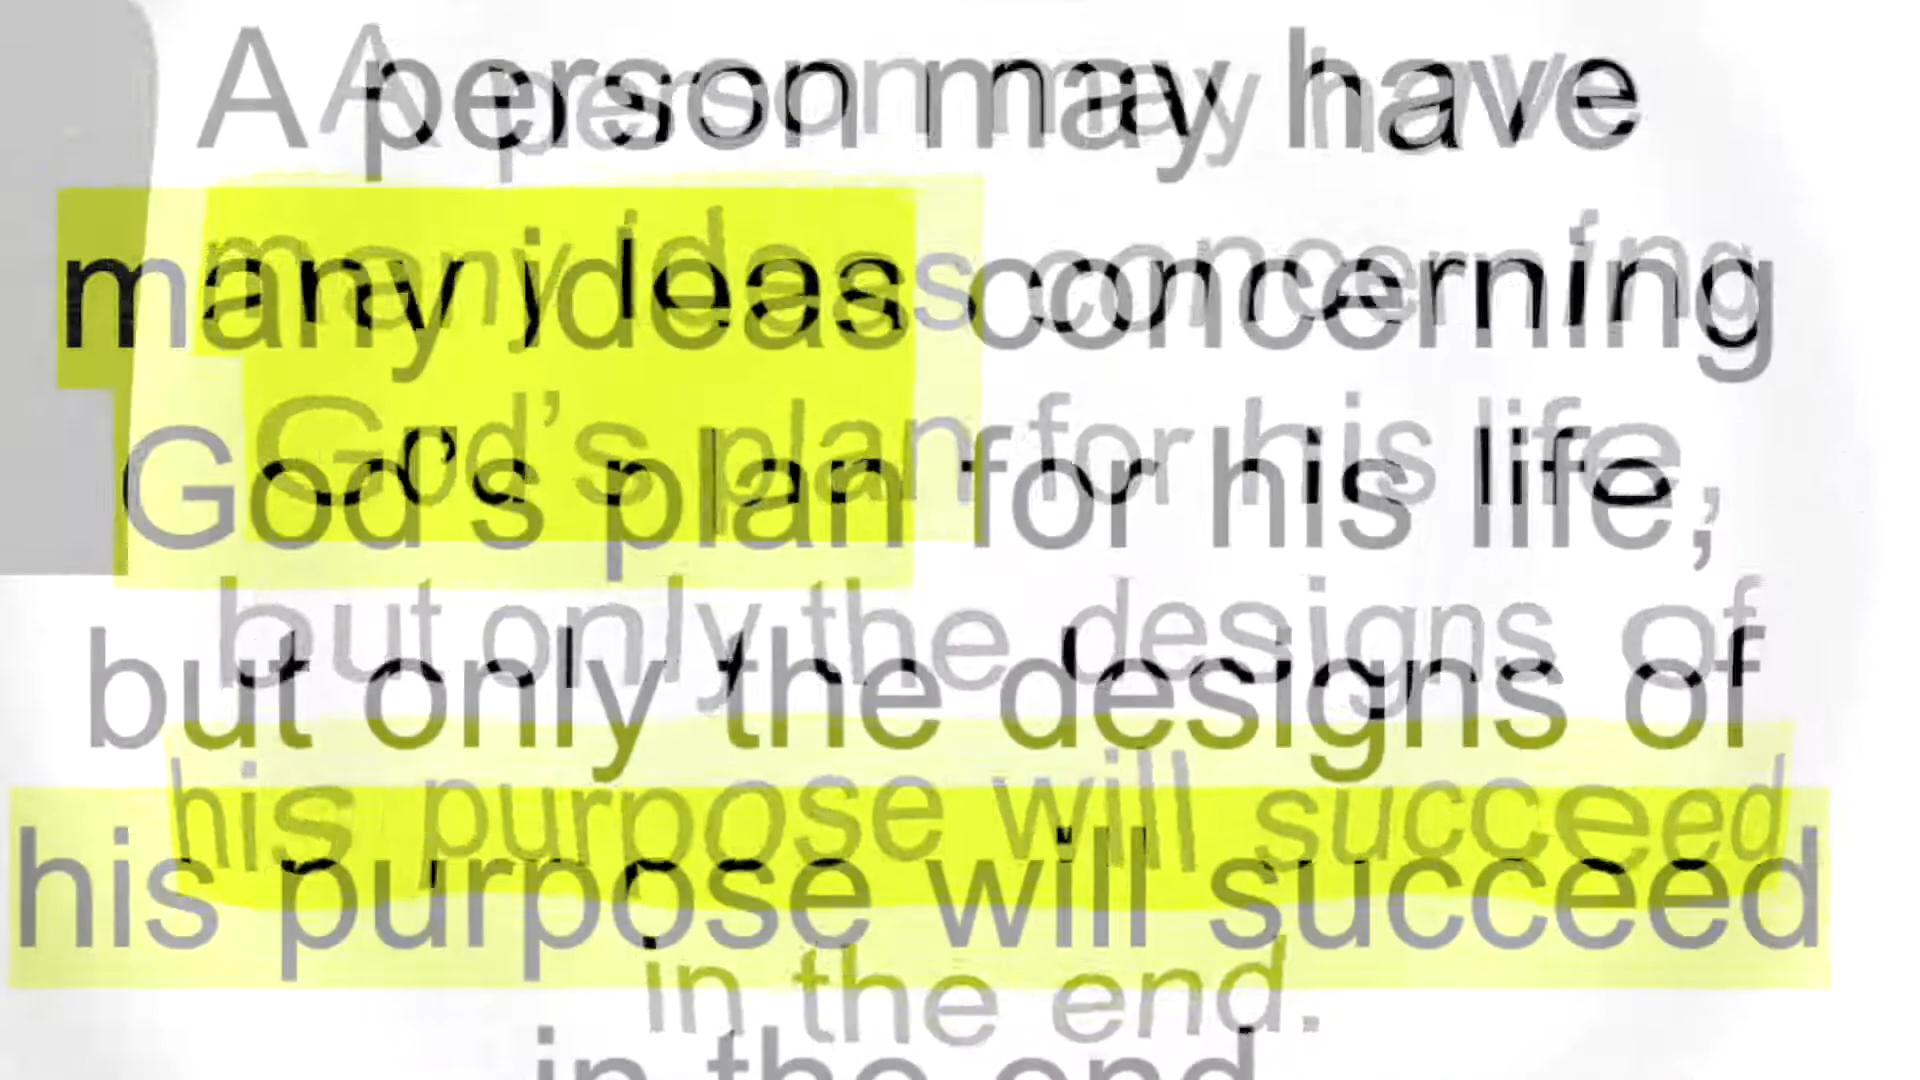 A person may have
many ideas concerning
God's plan for his life,
but only the designs of
his purpose will succeed
in the end.